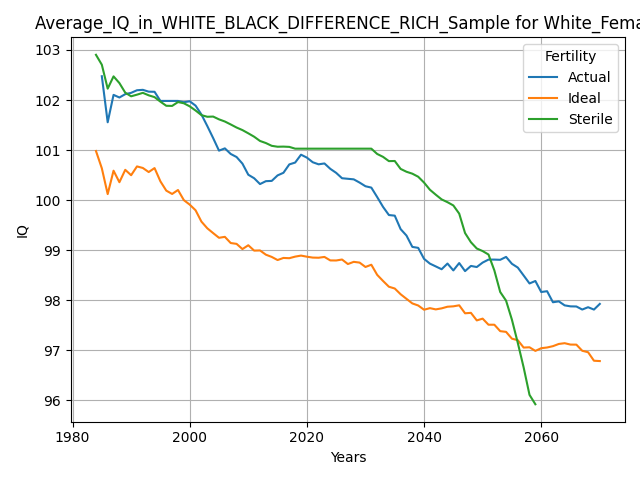 Average_IQ_in_WHITE_BLACK_DIFFERENCE_RICH_Sample for White_Fema
103
102
101
100
99
98
97
96
IQ
1980
2000
2020
2040
2060
Years
Fertility
Actual
Ideal
Sterile